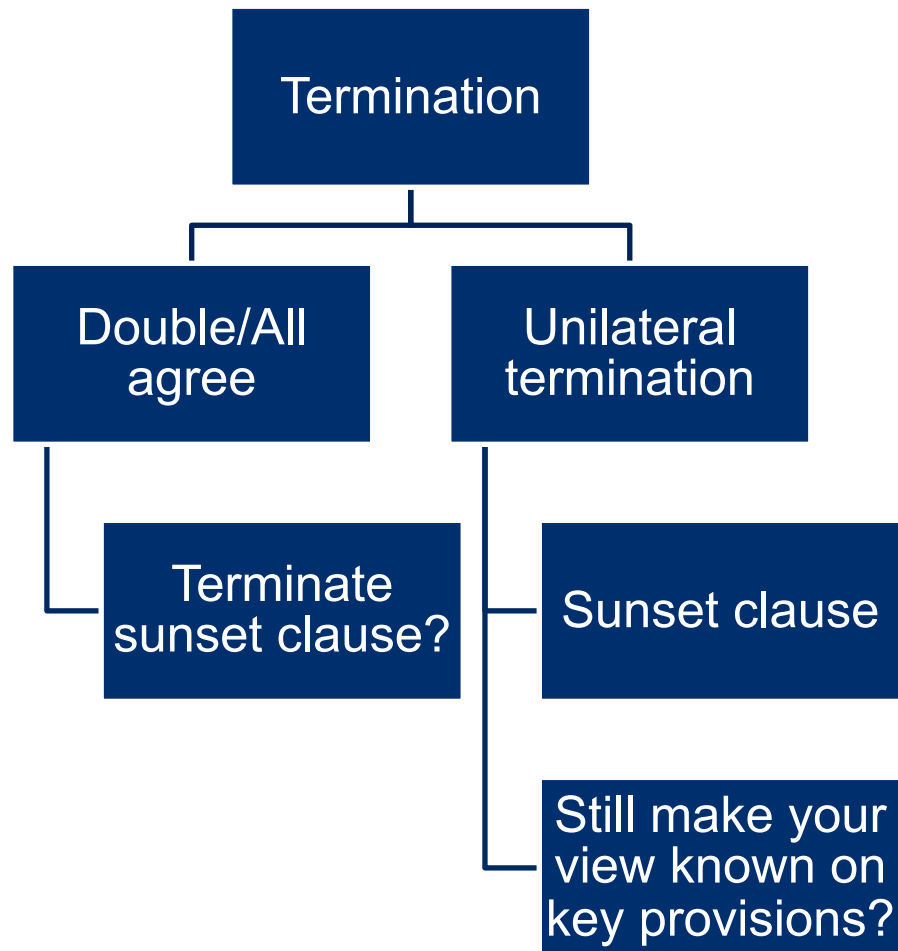 Termination
Double/All
agree
Unilateral
termination
Terminate
sunset clause?
Sunset clause
Still make your
view known on
key provisions?